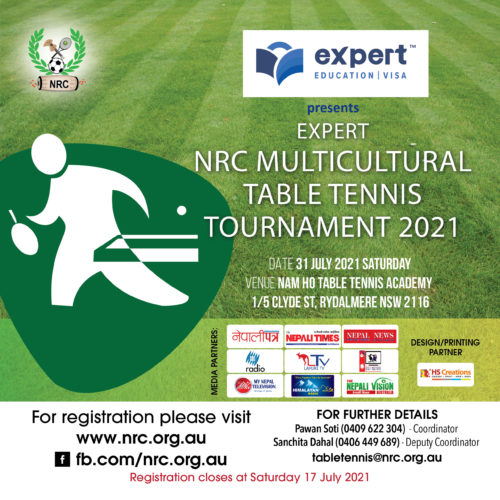 NRC
expert™
EDUCATION | VISA
presents
EXPERT
NRC MULTICULTURAL
TABLE TENNIS
TOURNAMENT 2021
DATE 31 JULY 2021 SATURDAY
VENUE NAM HO TABLE TENNIS ACADEMY
1/5 CLYDE ST, RYDALMERE NSW 2116
MEDIA PARTNERS:
नेपालीपत्र
NEPALI TIMES
NEPAL NEWS
radio
LTV
LAMJUNG TV
MY NEPAL
TELEVISION
HIMALAYAN
NEPALI VISION
DESIGN/PRINTING
PARTNER
HS Creations
For registration please visit
www.nrc.org.au
fb.com/nrc.org.au
FOR FURTHER DETAILS
Pawan Soti (0409 622 304) - Coordinator
Sanchita Dahal (0406 449 689) - Deputy Coordinator
tabletennis@nrc.org.au
Registration closes at Saturday 17 July 2021